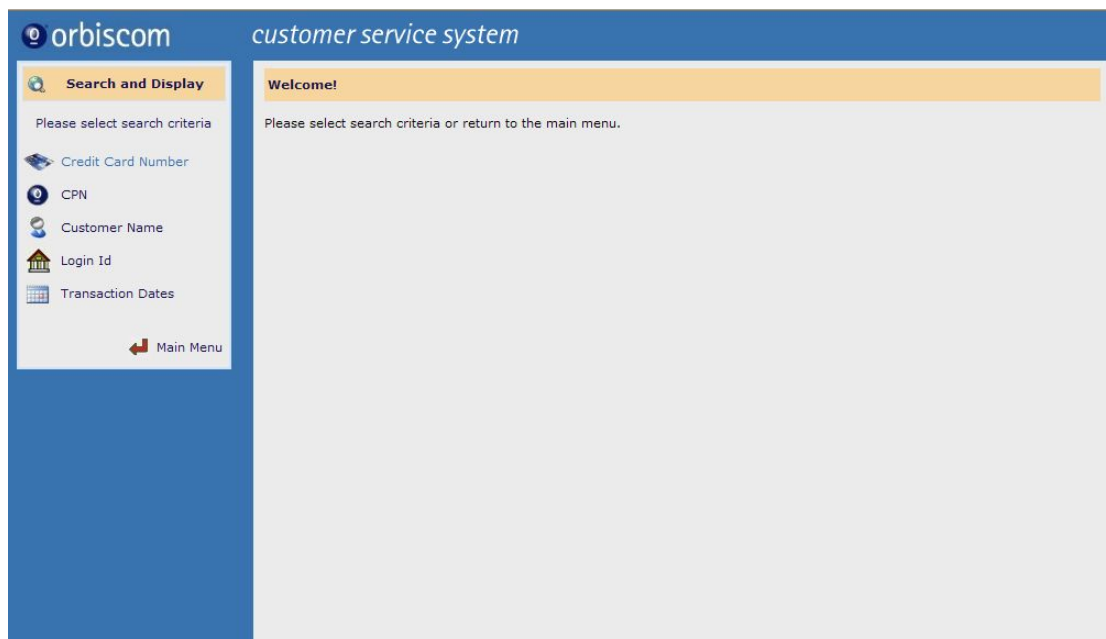 orbiscom
customer service system
Search and Display
Please select search criteria
Credit Card Number
CPN
Customer Name
Login Id
Transaction Dates
Main Menu
Welcome!
Please select search criteria or return to the main menu.